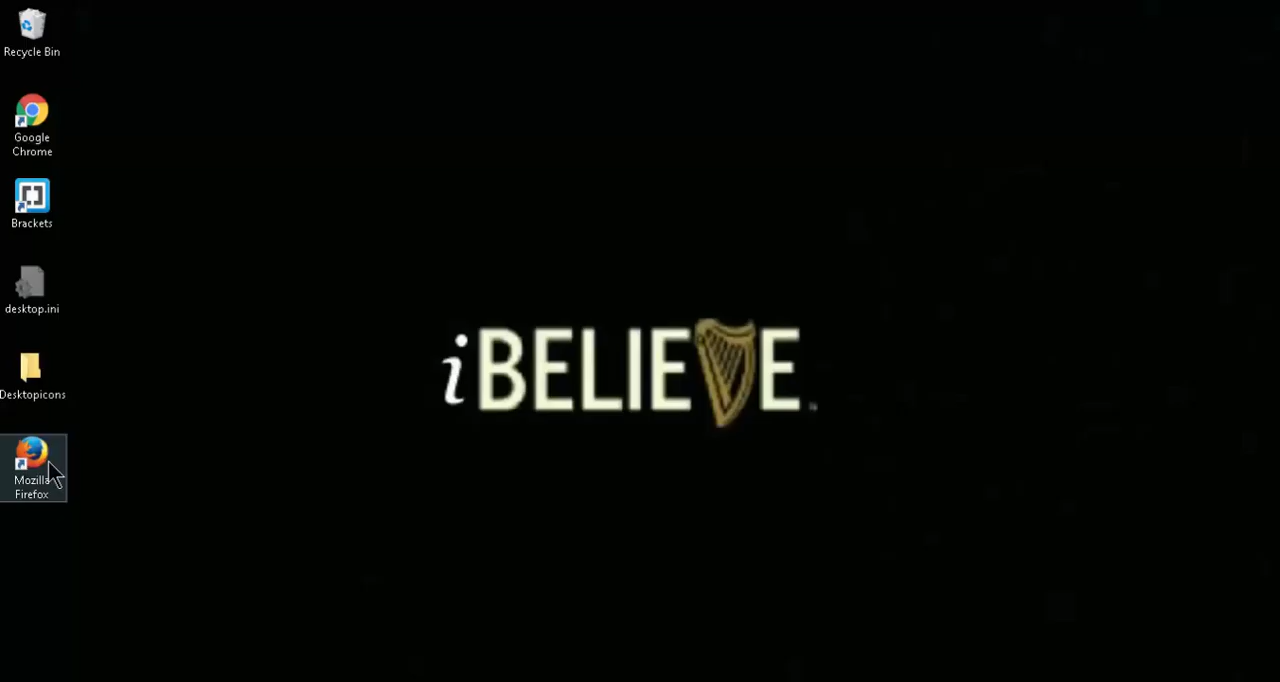 Recycle Bin
Google
Chrome
Brackets
desktop.ini
Desktopicons
Mozilla
Firefox
iBELIEVE